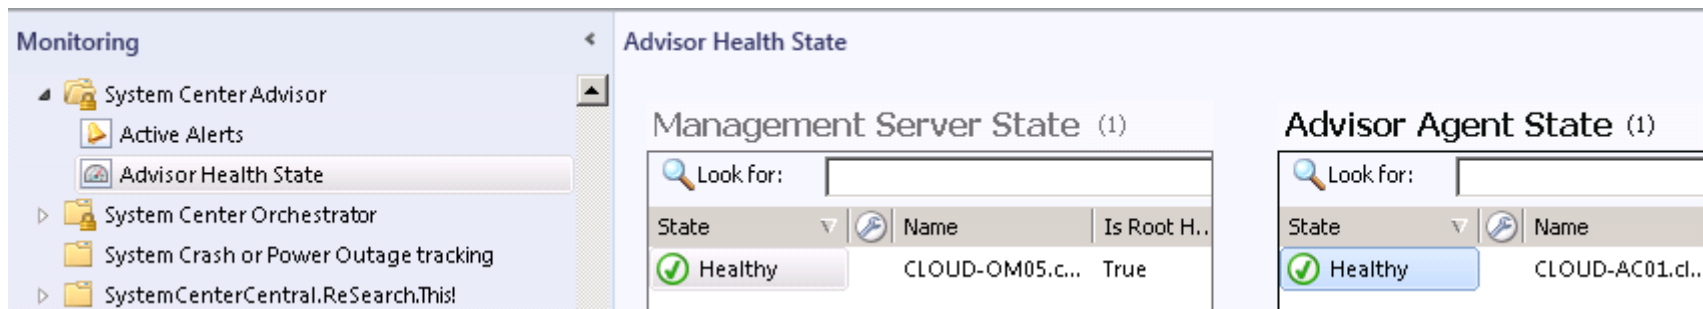 Monitoring
System Center Advisor
Active Alerts
Advisor Health State
System Center Orchestrator
System Crash or Power Outage tracking
SystemCenterCentral.ReSearch.This!
Advisor Health State
Management Server State (1)
Look for:
State Name Is Root H..
Healthy CLOUD-OM05.c... True
Advisor Agent State (1)
Look for:
State Name
Healthy CLOUD-AC01.cl..